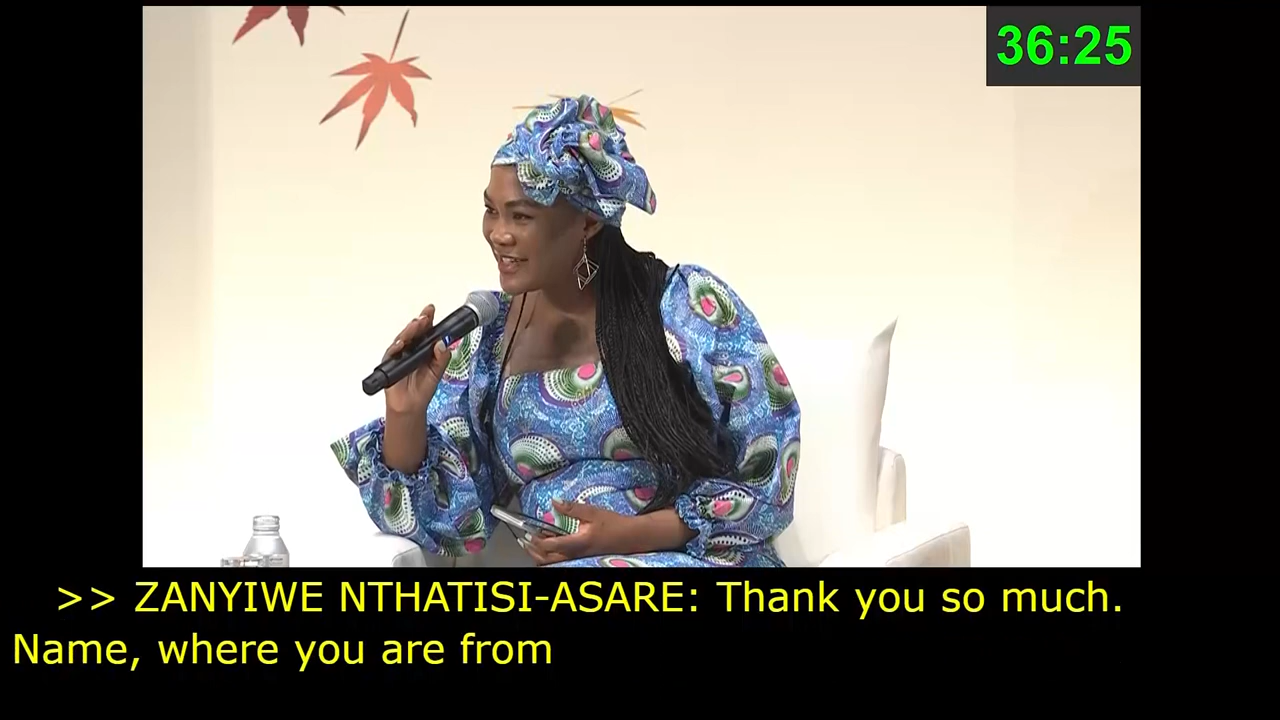 36:25
>> ZANYIWE NTHATISI-ASARE: Thank you so much.
Name, where you are from